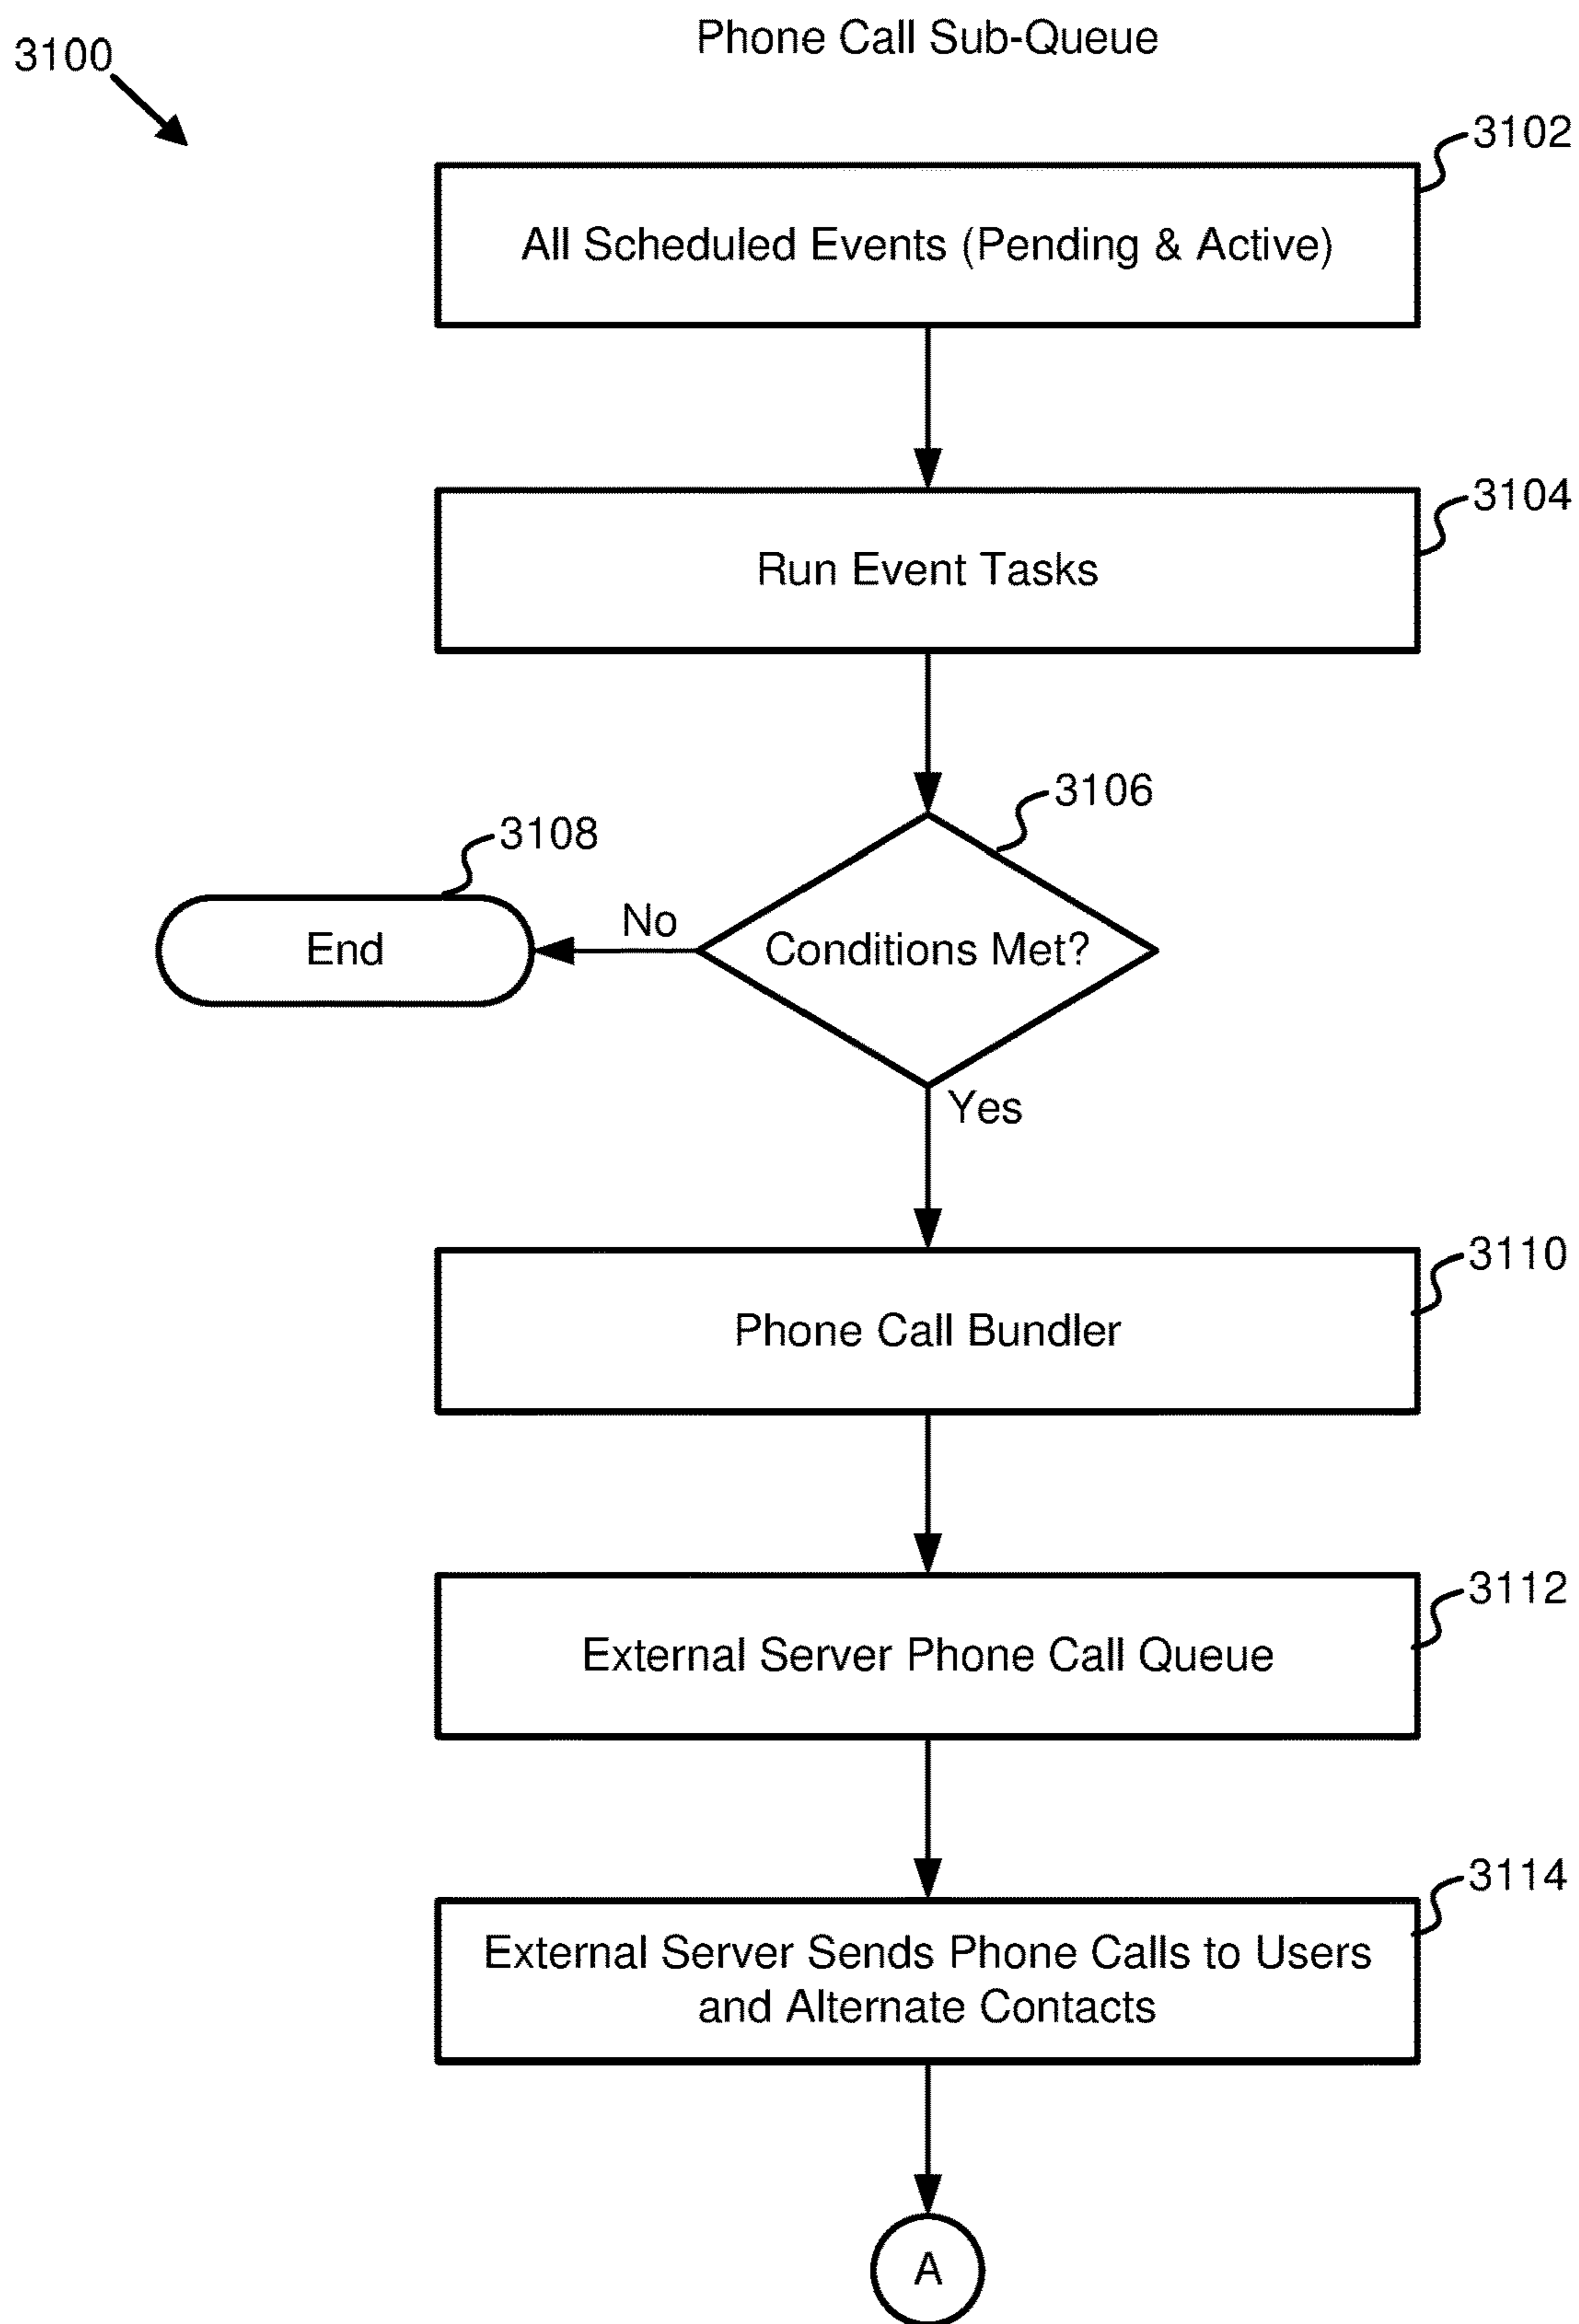 Phone Call Sub-Queue
3100
3102
All Scheduled Events (Pending & Active)
3104
Run Event Tasks
3106
3108
No
End
Conditions Met?
Yes
3110
Phone Call Bundler
3112
External Server Phone Call Queue
3114
External Server Sends Phone Calls to Users
and Alternate Contacts
A